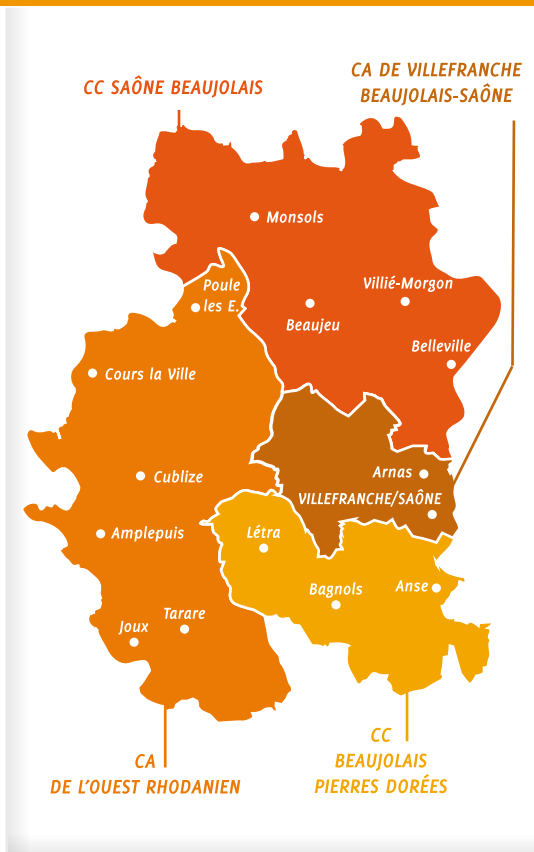 CA DE VILLEFRANCHE
BEAUJOLAIS-SAÔNE
CC SAÔNE BEAUJOLAIS
Monsols
Villié-Morgon
Poule
les E.
Beaujeu
Belleville
Cours la Ville
Arnas
Cublize
VILLEFRANCHE/SAÔNE
Amplepuis
Létra
Bagnols
Anse
Tarare
Joux
CC
BEAUJOLAIS
PIERRES DORÉES
CA
DE L'OUEST RHODANIEN